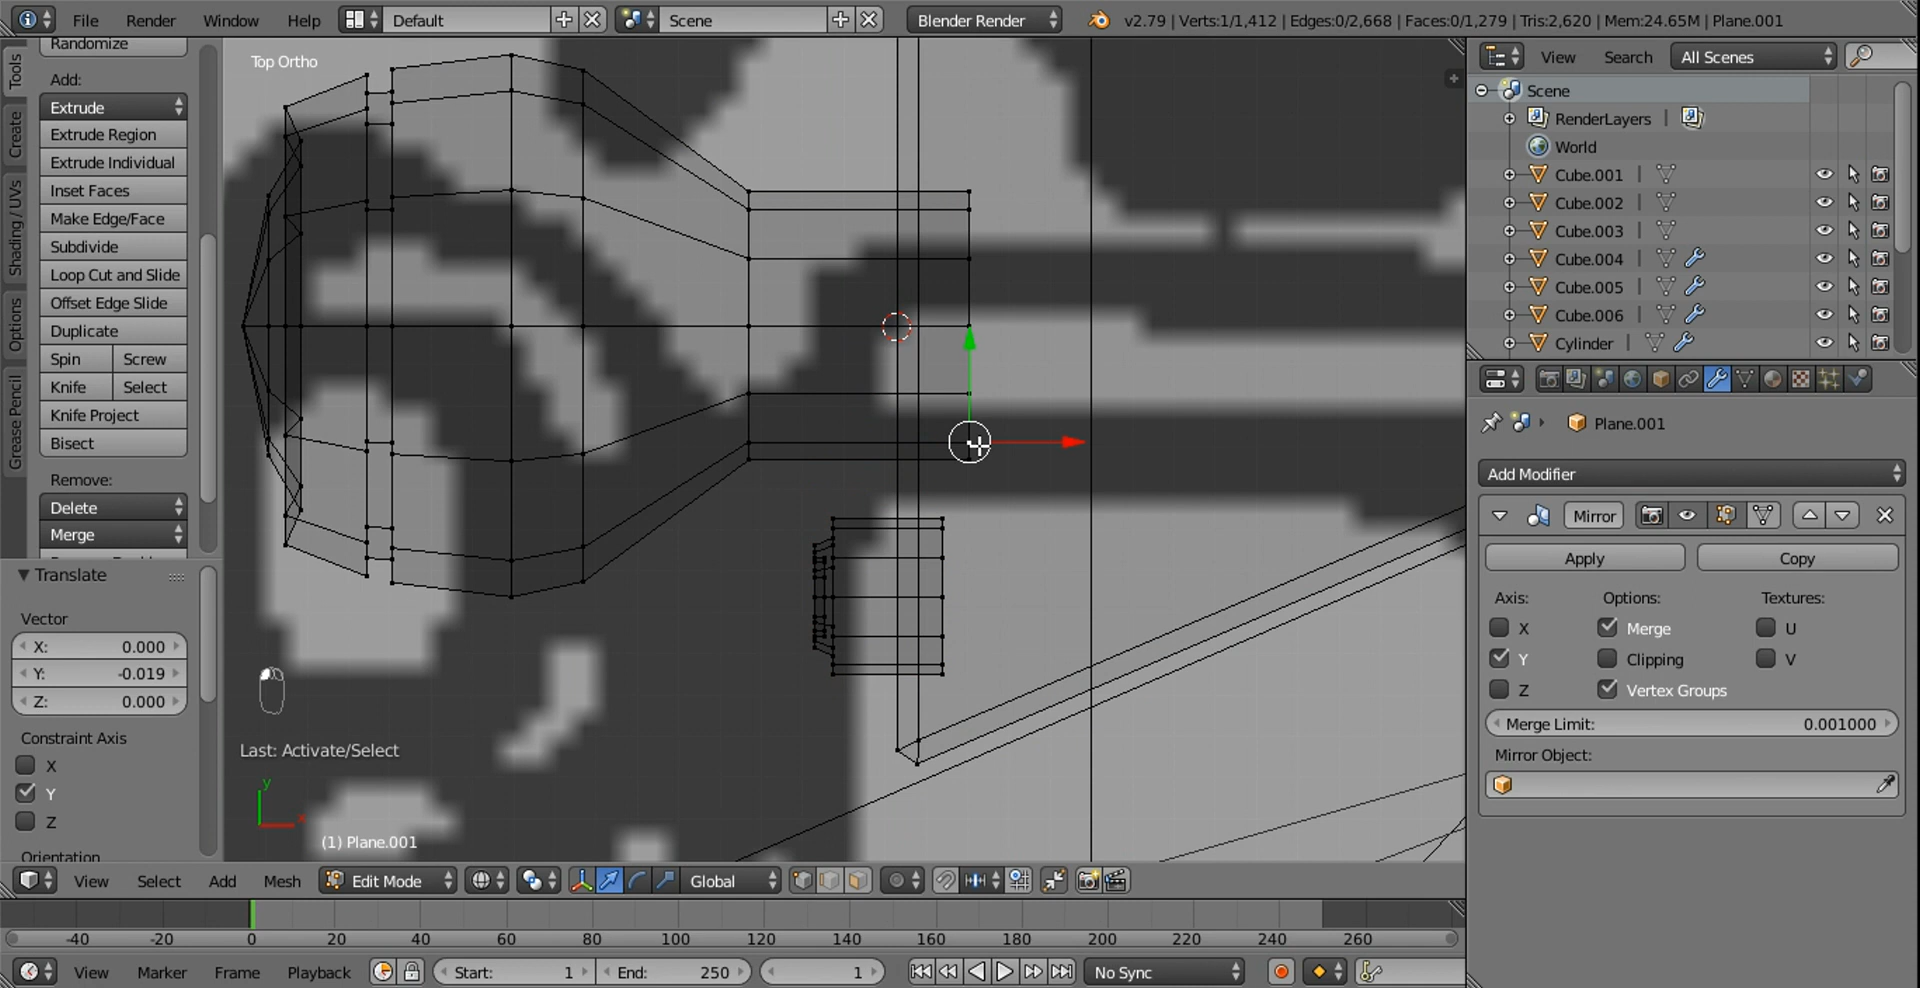 File Render Window Help Default Scene Blender Render v2.79 | Verts:1/1,412 | Edges:0/2,668 | Faces:0/1,279 | Tris:2,620 | Mem:24.65M | Plane.001
Tools
Create
Shading / UVs
Options
Grease Pencil
Randomize
Add:
Extrude
Extrude Region
Extrude Individual
Inset Faces
Make Edge/Face
Subdivide
Loop Cut and Slide
Offset Edge Slide
Duplicate
Spin Screw
Knife Select
Knife Project
Bisect
Remove:
Delete
Merge
Translate
Vector
X: 0.000
Y: -0.019
Z: 0.000
Constraint Axis
X
Y
Z
Orientation
Top Ortho
Last: Activate/Select
y
x
(1) Plane.001
View Select Add Mesh Edit Mode Global
-40 -20 0 20 40 60 80 100 120 140 160 180 200 220 240 260
View Marker Frame Playback Start: 1 End: 250 1 No Sync
View Search All Scenes
Scene
RenderLayers |
World
Cube.001 |
Cube.002 |
Cube.003 |
Cube.004 |
Cube.005 |
Cube.006 |
Cylinder |
Plane.001
Add Modifier
Mirror
Apply Copy
Axis: Options: Textures:
X Merge U
Y Clipping V
Z Vertex Groups
Merge Limit: 0.001000
Mirror Object: